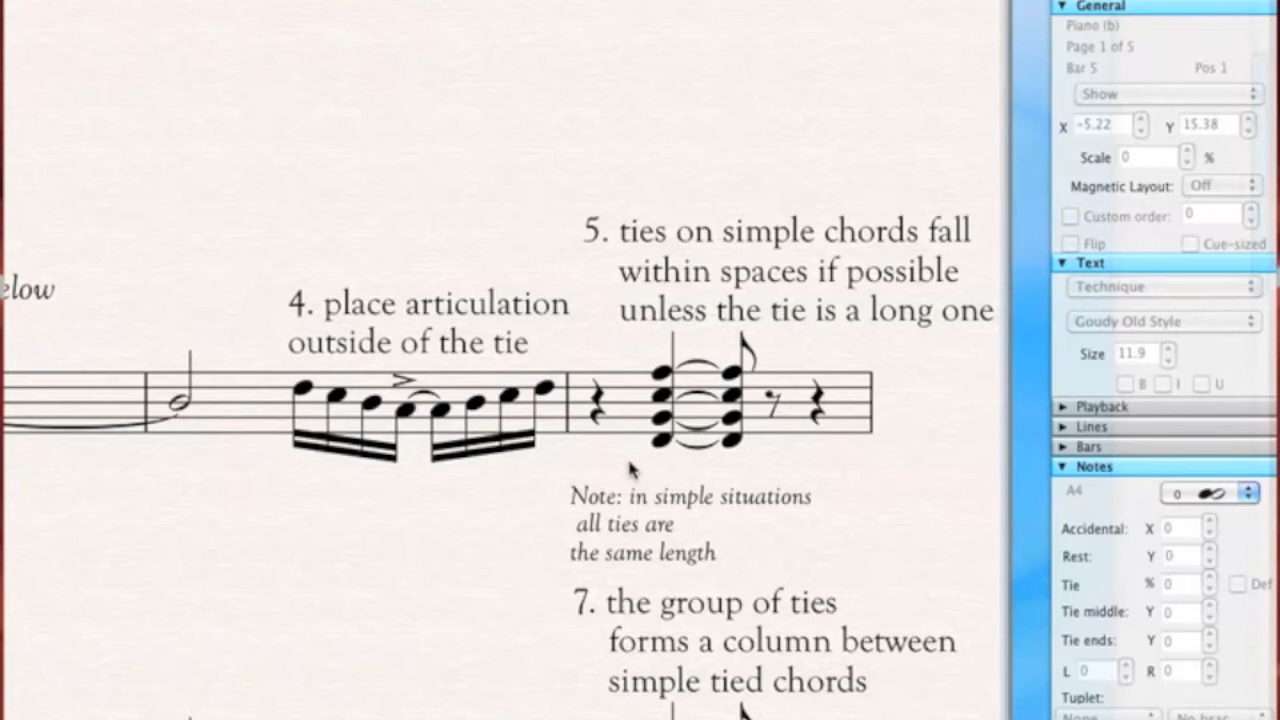 elow
4. place articulation
outside of the tie
5. ties on simple chords fall
within spaces if possible
unless the tie is a long one
Note: in simple situations
all ties are
the same length
7. the group of ties
forms a column between
simple tied chords
General
Piano (b)
Page 1 of 5
Bar 5 Pos 1
Show
X -5.22 Y 15.38
Scale 0 %
Magnetic Layout: Off
Custom order: 0
Flip Cue-sized
Text
Technique
Goudy Old Style
Size 11.9
B I U
Playback
Lines
Bars
Notes
A4 0
Accidental: X 0
Rest: Y 0
Tie % 0 Def
Tie middle: Y 0
Tie ends: Y 0
L 0 R 0
Tuplet:
None No brac